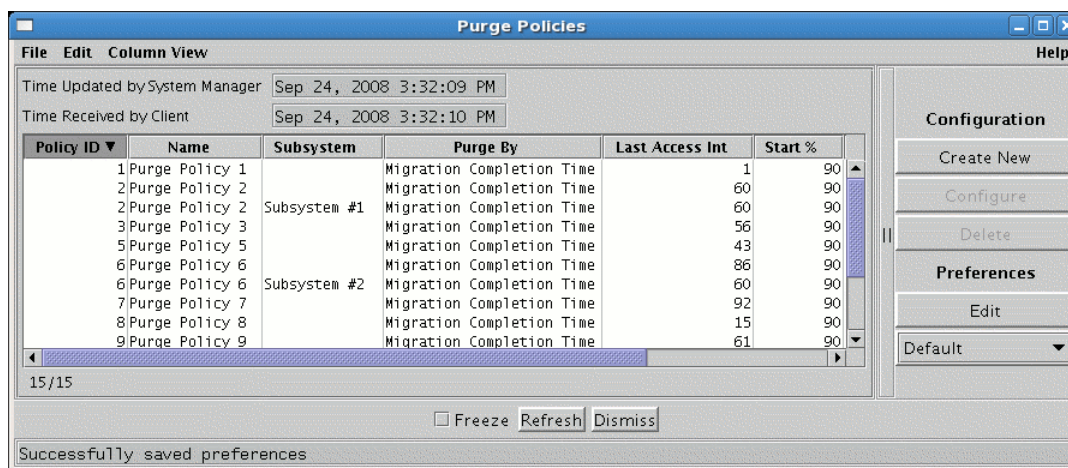 Purge Policies
File Edit Column View Help
Time Updated by System Manager Sep 24, 2008 3:32:09 PM
Time Received by Client Sep 24, 2008 3:32:10 PM
Policy ID ▼ Name Subsystem Purge By Last Access Int Start %
1 Purge Policy 1 Migration Completion Time 1 90
2 Purge Policy 2 Migration Completion Time 60 90
2 Purge Policy 2 Subsystem #1 Migration Completion Time 60 90
3 Purge Policy 3 Migration Completion Time 56 90
5 Purge Policy 5 Migration Completion Time 43 90
6 Purge Policy 6 Migration Completion Time 86 90
6 Purge Policy 6 Subsystem #2 Migration Completion Time 60 90
7 Purge Policy 7 Migration Completion Time 92 90
8 Purge Policy 8 Migration Completion Time 15 90
9 Purge Policy 9 Migration Completion Time 61 90
15/15
Configuration
Create New
Configure
Delete
Preferences
Edit
Default
Freeze Refresh Dismiss
Successfully saved preferences